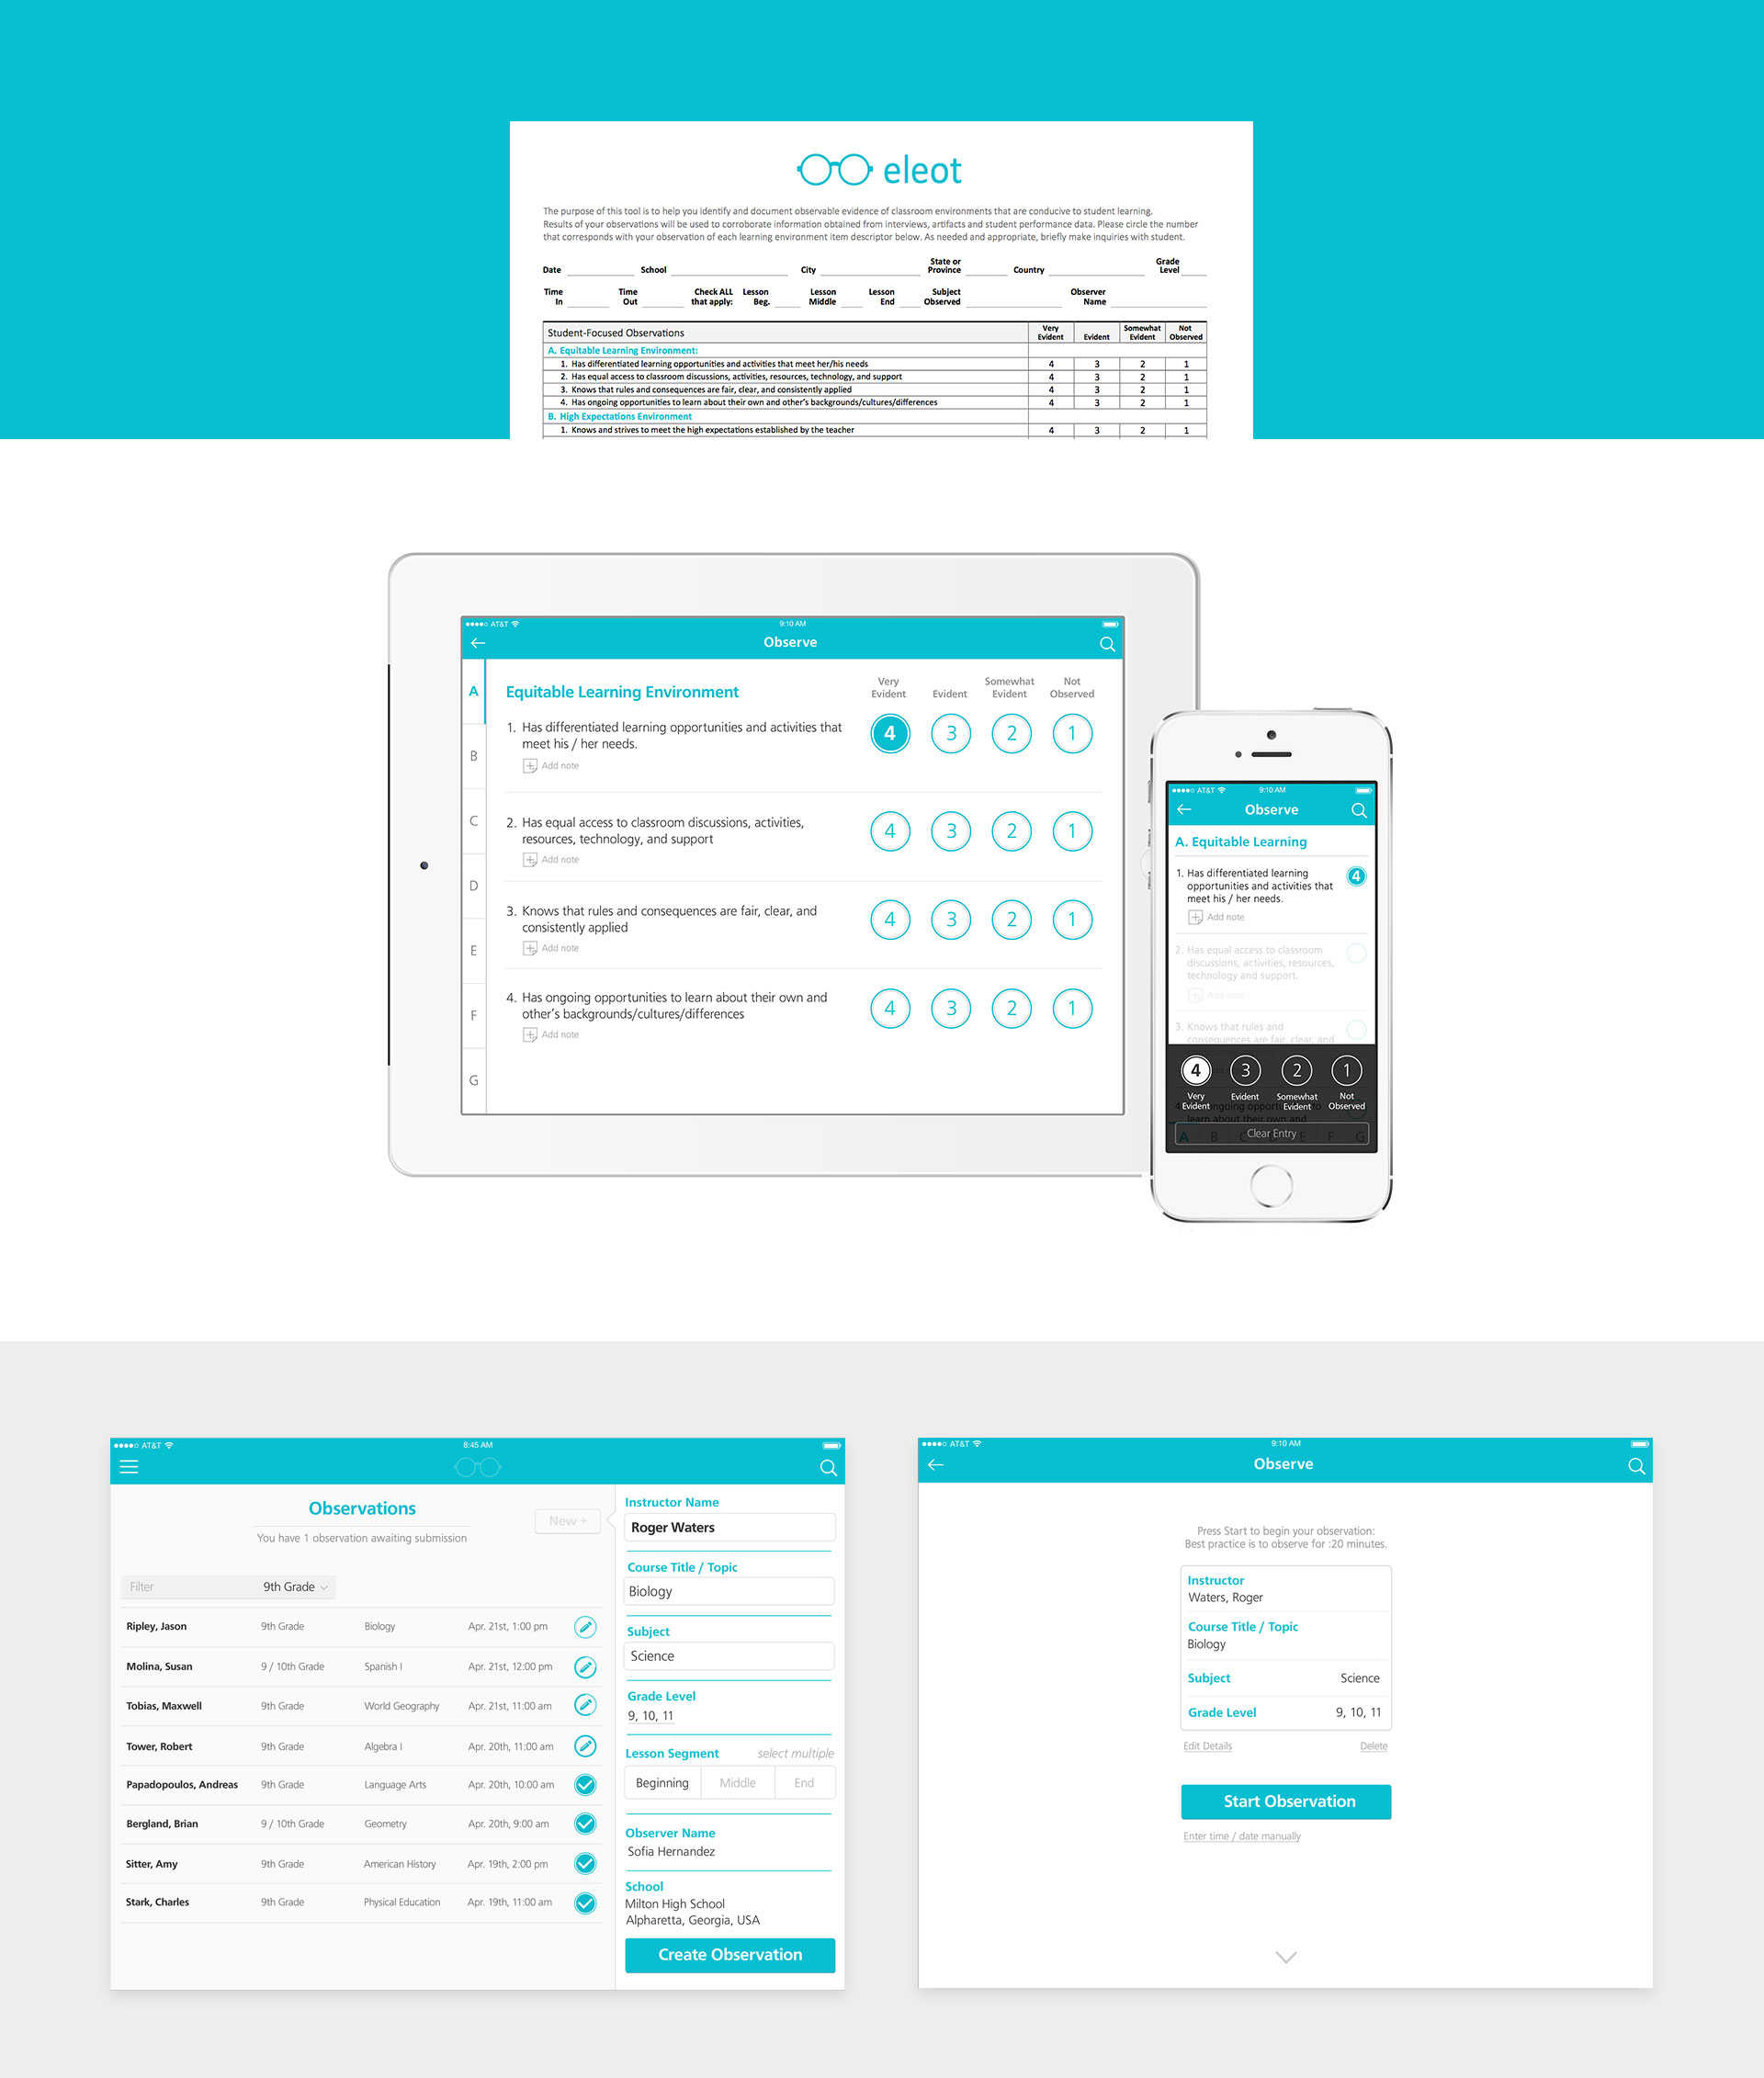 eleot
The purpose of this tool is to help you identify and document observable evidence of classroom environments that are conducive to student learning.
Results of your observations will be used to corroborate information obtained from interviews, artifacts and student performance data. Please circle the number
that corresponds with your observation of each learning environment item descriptor below. As needed and appropriate, briefly make inquiries with student.
Date School City State or Province Country Grade Level
Time In Time Out Check ALL that apply: Lesson Beg. Lesson Middle Lesson End Subject Observed Observer Name
Student-Focused Observations Very Evident Evident Somewhat Evident Not Observed
A. Equitable Learning Environment:
1. Has differentiated learning opportunities and activities that meet her/his needs 4 3 2 1
2. Has equal access to classroom discussions, activities, resources, technology, and support 4 3 2 1
3. Knows that rules and consequences are fair, clear, and consistently applied 4 3 2 1
4. Has ongoing opportunities to learn about their own and other's backgrounds/cultures/differences 4 3 2 1
B. High Expectations Environment
1. Knows and strives to meet the high expectations established by the teacher 4 3 2 1
AT&T 9:10 AM
Observe
A
B
C
D
E
F
G
Equitable Learning Environment Very Evident Evident Somewhat Evident Not Observed
1. Has differentiated learning opportunities and activities that 4 3 2 1
meet his / her needs.
Add note
2. Has equal access to classroom discussions, activities, 4 3 2 1
resources, technology, and support
Add note
3. Knows that rules and consequences are fair, clear, and 4 3 2 1
consistently applied
Add note
4. Has ongoing opportunities to learn about their own and 4 3 2 1
other's backgrounds/cultures/differences
Add note
AT&T 9:10 AM
Observe
A. Equitable Learning
1. Has differentiated learning 4
opportunities and activities that
meet his / her needs.
Add note
2. Has equal access to classroom
discussions, activities, resources,
technology and support.
Add note
3. Knows that rules and
consequences are fair, clear, and
4 3 2 1
Very Evident Evident Somewhat Evident Not Observed
learn about their own and
Clear Entry
A B C E F G
AT&T 8:45 AM
Observations
New +
You have 1 observation awaiting submission
Filter 9th Grade
Ripley, Jason 9th Grade Biology Apr. 21st, 1:00 pm
Molina, Susan 9 / 10th Grade Spanish I Apr. 21st, 12:00 pm
Tobias, Maxwell 9th Grade World Geography Apr. 21st, 11:00 am
Tower, Robert 9th Grade Algebra I Apr. 20th, 11:00 am
Papadopoulos, Andreas 9th Grade Language Arts Apr. 20th, 10:00 am
Bergland, Brian 9 / 10th Grade Geometry Apr. 20th, 9:00 am
Sitter, Amy 9th Grade American History Apr. 19th, 2:00 pm
Stark, Charles 9th Grade Physical Education Apr. 19th, 11:00 am
Instructor Name
Roger Waters
Course Title / Topic
Biology
Subject
Science
Grade Level
9, 10, 11
Lesson Segment select multiple
Beginning Middle End
Observer Name
Sofia Hernandez
School
Milton High School
Alpharetta, Georgia, USA
Create Observation
AT&T 9:10 AM
Observe
Press Start to begin your observation:
Best practice is to observe for :20 minutes.
Instructor
Waters, Roger
Course Title / Topic
Biology
Subject Science
Grade Level 9, 10, 11
Edit Details Delete
Start Observation
Enter time / date manually